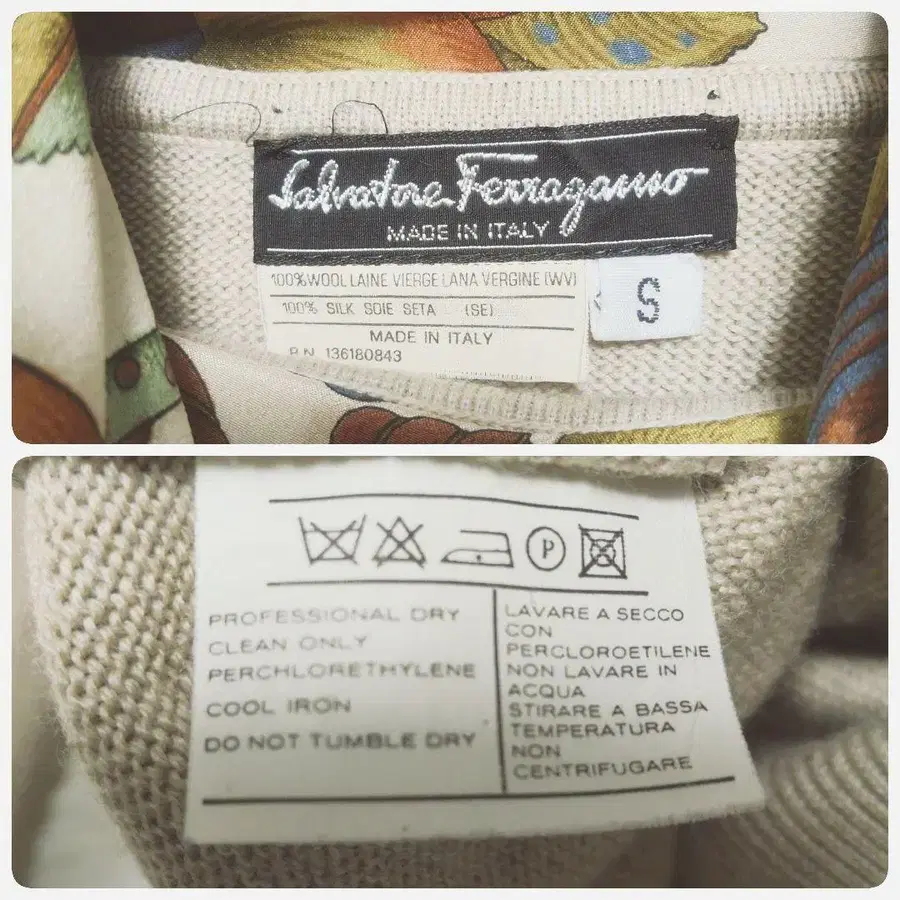 Salvatore Ferragamo
MADE IN ITALY
100% WOOL LAINE VIERGE LANA VERGINE (WV)
100% SILK SOIE SETA (SE)
MADE IN ITALY
R.N. 136180843
S
P
PROFESSIONAL DRY
CLEAN ONLY
PERCHLORETHYLENE
COOL IRON
DO NOT TUMBLE DRY
LAVARE A SECCO
CON
PERCLOROETILENE
NON LAVARE IN
ACQUA
STIRARE A BASSA
TEMPERATURA
NON
CENTRIFUGARE